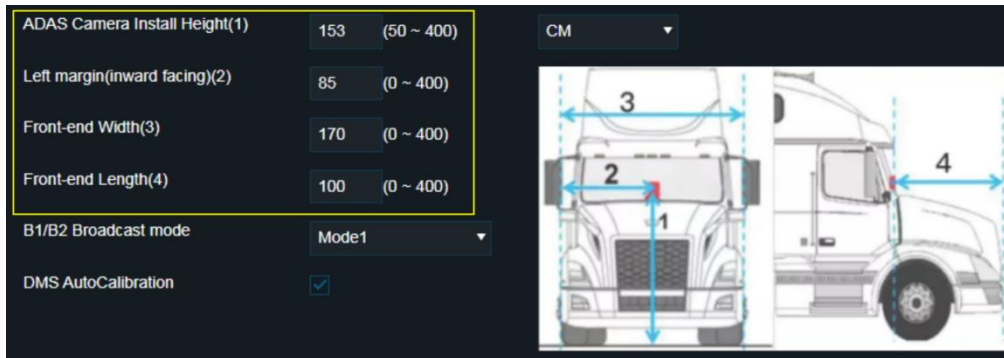 ADAS Camera Install Height(1) 153 (50 ~ 400) CM
Left margin(inward facing)(2) 85 (0 ~ 400)
Front-end Width(3) 170 (0 ~ 400)
Front-end Length(4) 100 (0 ~ 400)
B1/B2 Broadcast mode Mode1
DMS AutoCalibration
3
2
1
4